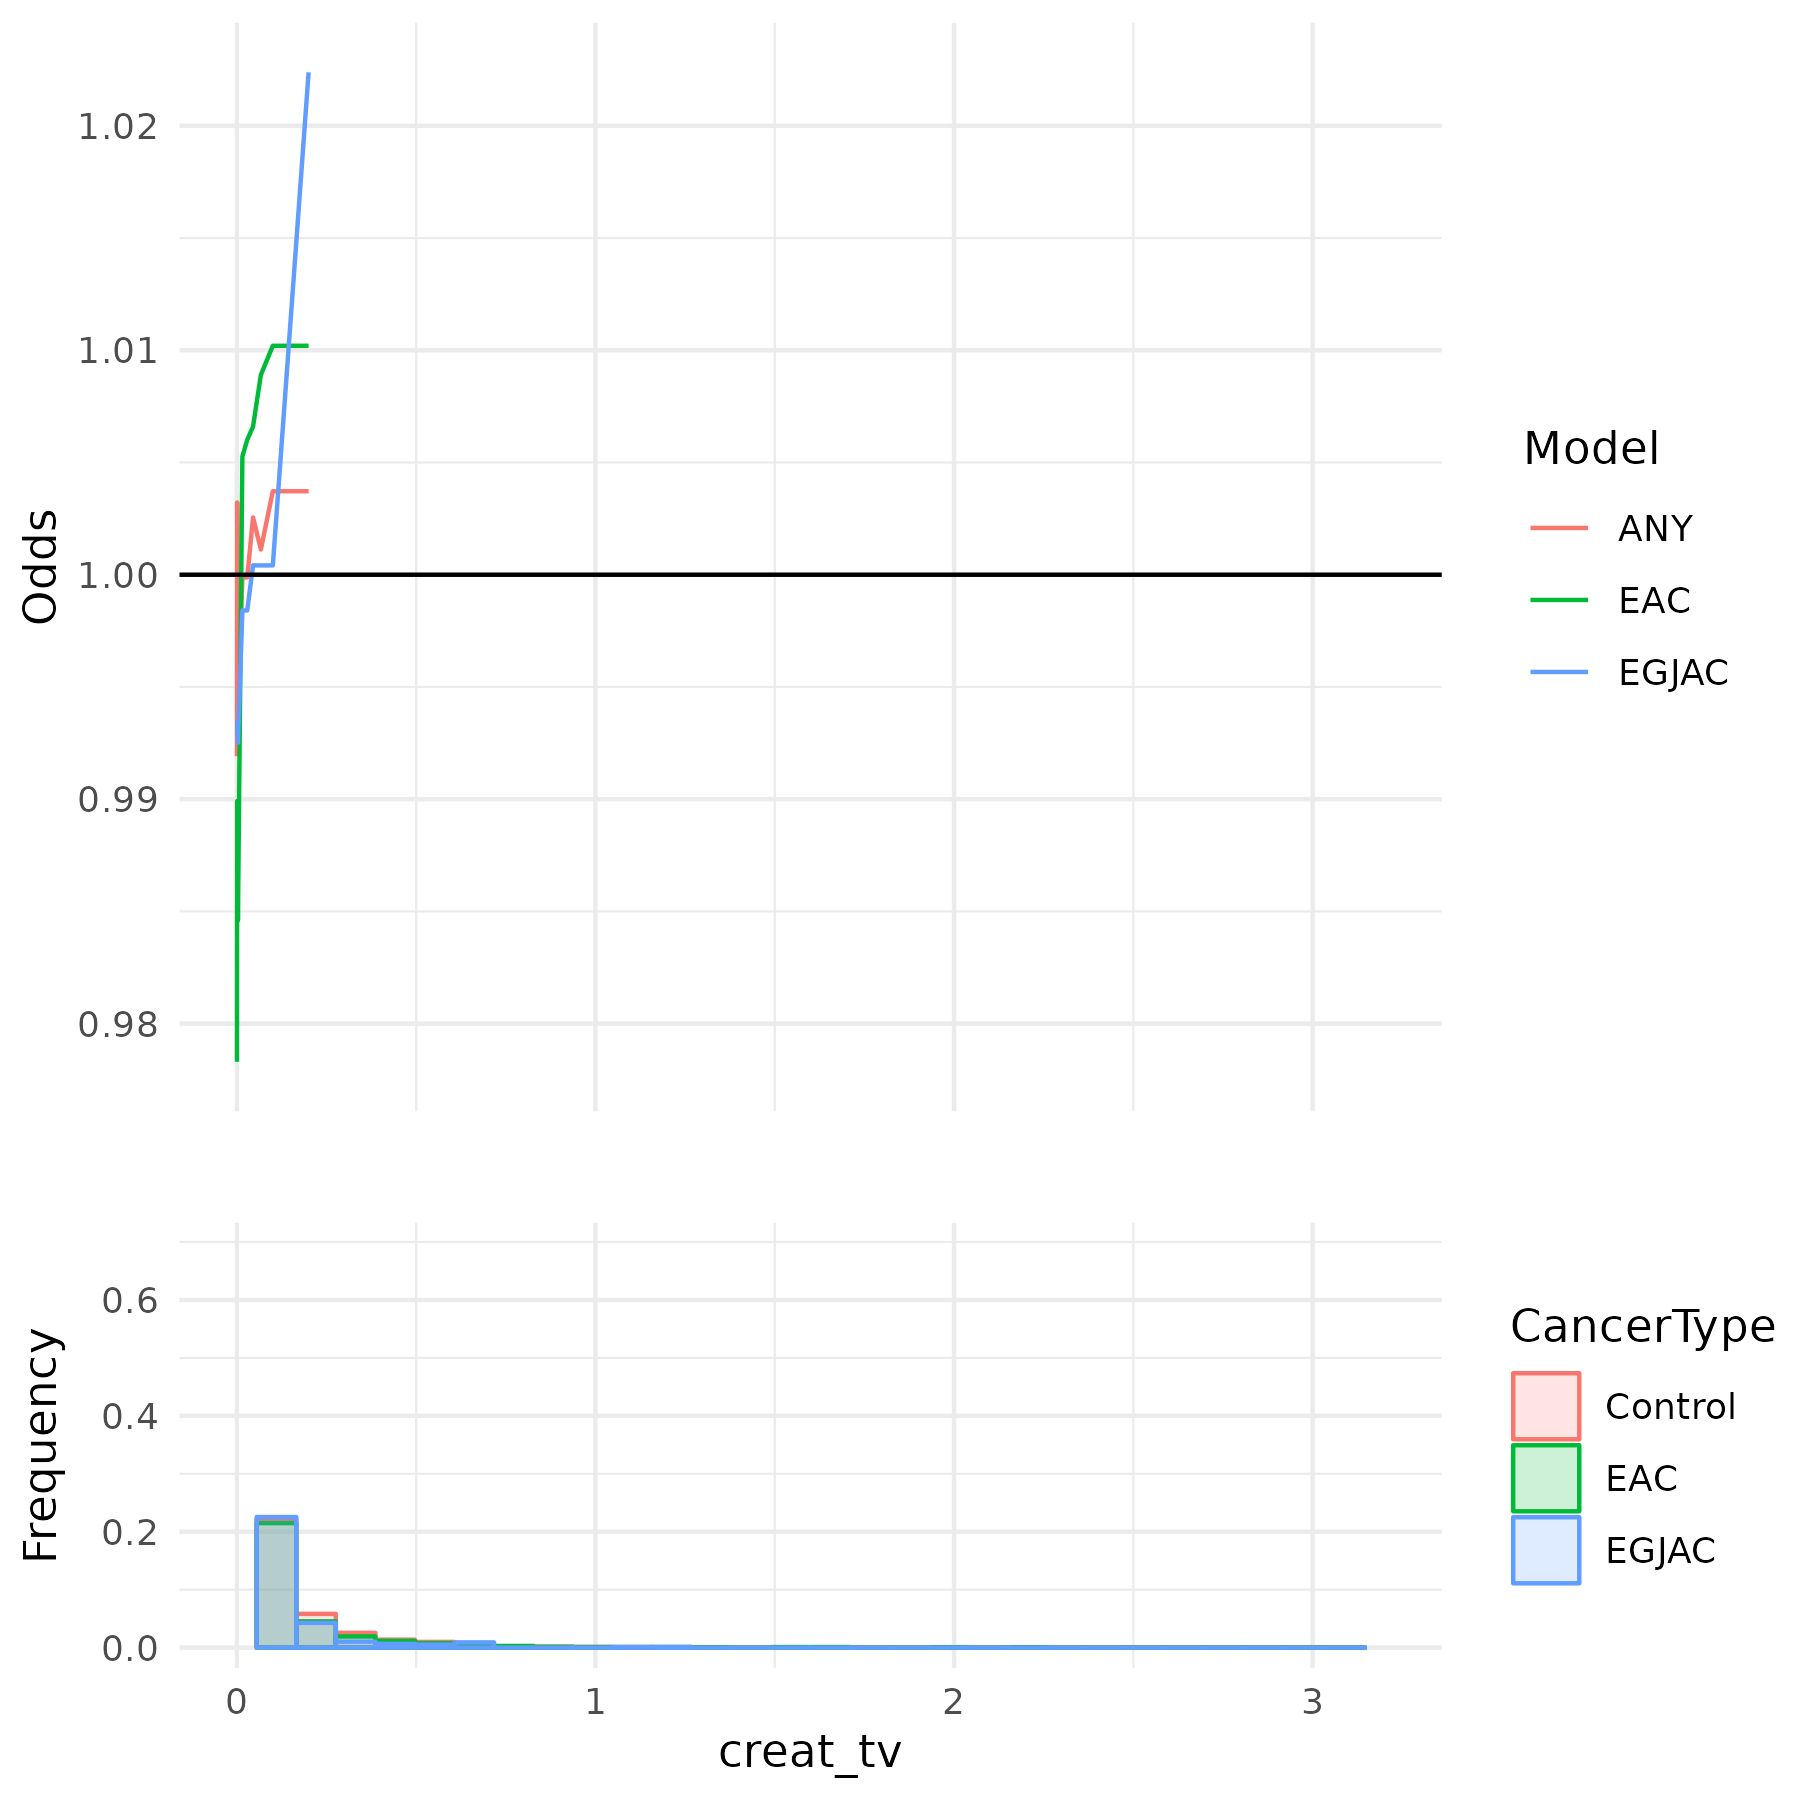 1.02
1.01
1.00
0.99
0.98
Odds
Model
ANY
EAC
EGJAC
0.6
0.4
0.2
0.0
Frequency
0
1
2
3
creat_tv
CancerType
Control
EAC
EGJAC